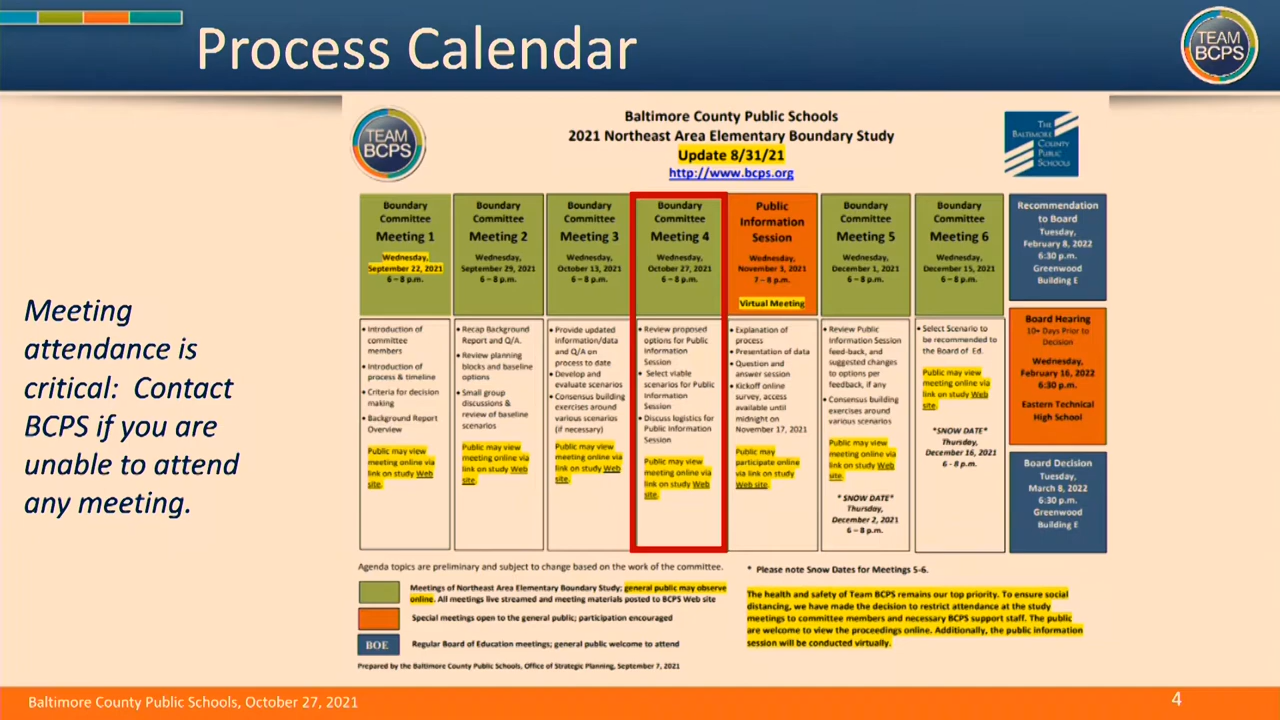 Process Calendar
TEAM
BCPS
Meeting
attendance is
critical: Contact
BCPS if you are
unable to attend
any meeting.
TEAM
BCPS
Baltimore County Public Schools
2021 Northeast Area Elementary Boundary Study
Update 8/31/21
http://www.bcps.org
THE
BALTIMORE
COUNTY
PUBLIC
SCHOOLS
Boundary
Committee
Meeting 1
Wednesday,
September 22, 2021
6 – 8 p.m.
• Introduction of
committee
members
• Introduction of
process & timeline
• Criteria for decision
making
• Background Report
Overview
Public may view
meeting online via
link on study Web
site.
Boundary
Committee
Meeting 2
Wednesday,
September 29, 2021
6 – 8 p.m.
• Recap Background
Report and Q/A.
• Review planning
blocks and baseline
options
• Small group
discussions &
review of baseline
scenarios
Public may view
meeting online via
link on study Web
site.
Boundary
Committee
Meeting 3
Wednesday,
October 13, 2021
6 – 8 p.m.
• Provide updated
information/data
and Q/A on
process to date
• Develop and
evaluate scenarios
• Consensus building
exercises around
various scenarios
(if necessary)
Public may view
meeting online via
link on study Web
site.
Boundary
Committee
Meeting 4
Wednesday,
October 27, 2021
6 – 8 p.m.
• Review proposed
options for Public
Information
Session
• Select viable
scenarios for Public
Information
Session
• Discuss logistics for
Public Information
Session
Public may view
meeting online via
link on study Web
site.
Public
Information
Session
Wednesday,
November 3, 2021
7 – 8 p.m.
Virtual Meeting
• Explanation of
process
• Presentation of data
• Question and
answer session
• Kickoff online
survey, access
available until
midnight on
November 17, 2021
Public may
participate online
via link on study
Web site.
Boundary
Committee
Meeting 5
Wednesday,
December 1, 2021
6 – 8 p.m.
• Review Public
Information Session
feed-back, and
suggested changes
to options per
feedback, if any
• Consensus building
exercises around
various scenarios
Public may view
meeting online via
link on study Web
site.
* SNOW DATE*
Thursday,
December 2, 2021
6 – 8 p.m.
Boundary
Committee
Meeting 6
Wednesday,
December 15, 2021
6 – 8 p.m.
• Select Scenario to
be recommended to
the Board of Ed.
Public may view
meeting online via
link on study Web
site.
*SNOW DATE*
Thursday,
December 16, 2021
6 - 8 p.m.
Recommendation
to Board
Tuesday,
February 8, 2022
6:30 p.m.
Greenwood
Building E
Board Hearing
10+ Days Prior to
Decision
Wednesday,
February 16, 2022
6:30 p.m.
Eastern Technical
High School
Board Decision
Tuesday,
March 8, 2022
6:30 p.m.
Greenwood
Building E
Agenda topics are preliminary and subject to change based on the work of the committee.
Meetings of Northeast Area Elementary Boundary Study; general public may observe
online. All meetings live streamed and meeting materials posted to BCPS Web site
Special meetings open to the general public; participation encouraged
BOE
Regular Board of Education meetings; general public welcome to attend
Prepared by the Baltimore County Public Schools, Office of Strategic Planning, September 7, 2021
* Please note Snow Dates for Meetings 5-6.
The health and safety of Team BCPS remains our top priority. To ensure social
distancing, we have made the decision to restrict attendance at the study
meetings to committee members and necessary BCPS support staff. The public
are welcome to view the proceedings online. Additionally, the public information
session will be conducted virtually.
Baltimore County Public Schools, October 27, 2021
4